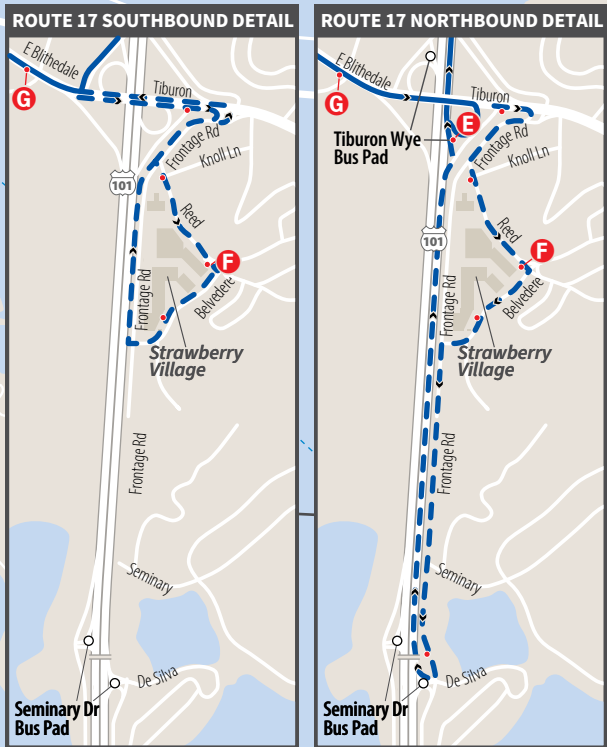 ROUTE 17 SOUTHBOUND DETAIL
E Blithedale
G
Tiburon
Frontage Rd
Knoll Ln
101
Reed
F
Frontage Rd
Belvedere
Strawberry
Village
Frontage Rd
Seminary
De Silva
Seminary Dr
Bus Pad
ROUTE 17 NORTHBOUND DETAIL
E Blithedale
G
Tiburon
E
Tiburon Wye
Bus Pad
Frontage Rd
Knoll Ln
101
Reed
F
Frontage Rd
Belvedere
Strawberry
Village
Frontage Rd
Seminary
De Silva
Seminary Dr
Bus Pad